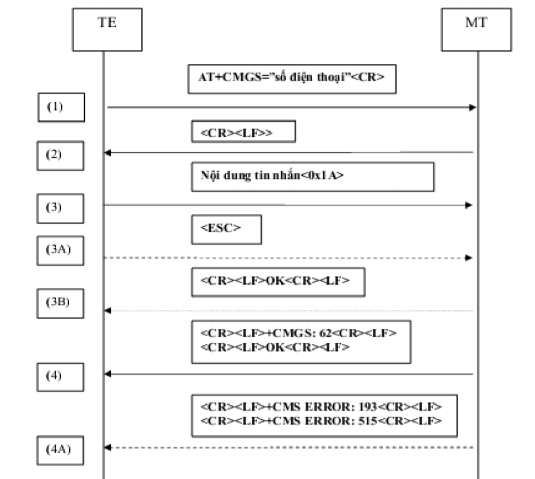 TE
MT
AT+CMGS=”số điện thoại”<CR>
(1)
<CR><LF>>
(2)
Nội dung tin nhắn<0x1A>
(3)
<ESC>
(3A)
<CR><LF>OK<CR><LF>
(3B)
<CR><LF>+CMGS: 62<CR><LF>
<CR><LF>OK<CR><LF>
(4)
<CR><LF>+CMS ERROR: 193<CR><LF>
<CR><LF>+CMS ERROR: 515<CR><LF>
(4A)